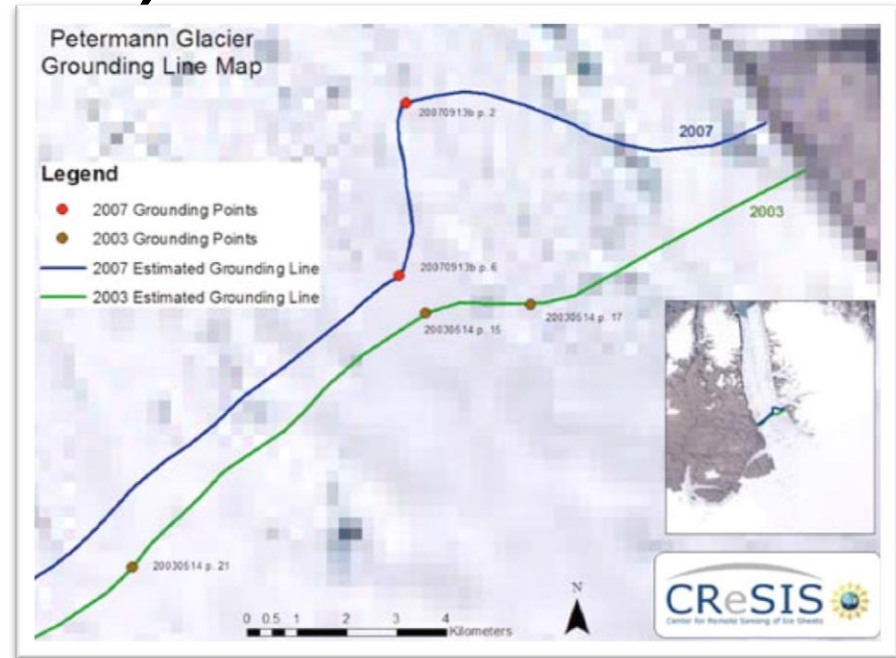 Petermann Glacier
Grounding Line Map
20070913b p. 2
2007
Legend
2007 Grounding Points
2003 Grounding Points
2007 Estimated Grounding Line
2003 Estimated Grounding Line
2003
20070913b p. 6
20030514 p. 15
20030514 p. 17
20030514 p. 21
N
0 0.5 1 2 3 4
Kilometers
CReSIS
Center for Remote Sensing of Ice Sheets